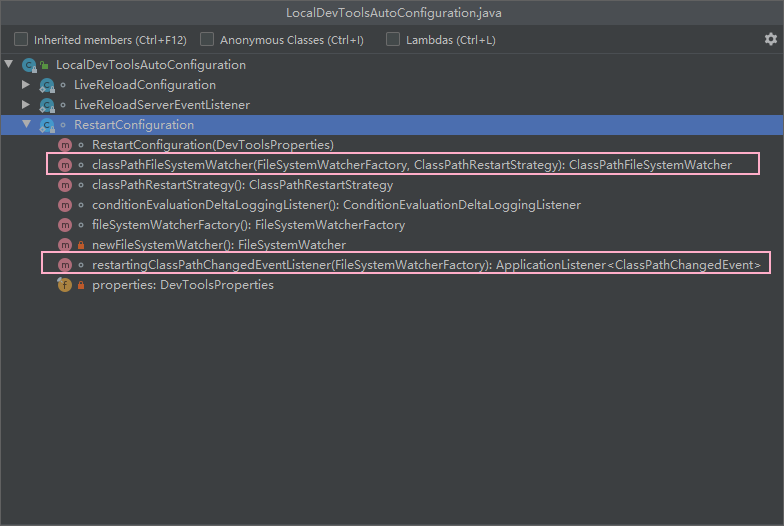 LocalDevToolsAutoConfiguration.java
Inherited members (Ctrl+F12) Anonymous Classes (Ctrl+I) Lambdas (Ctrl+L)
LocalDevToolsAutoConfiguration
LiveReloadConfiguration
LiveReloadServerEventListener
RestartConfiguration
RestartConfiguration(DevToolsProperties)
classPathFileSystemWatcher(FileSystemWatcherFactory, ClassPathRestartStrategy): ClassPathFileSystemWatcher
classPathRestartStrategy(): ClassPathRestartStrategy
conditionEvaluationDeltaLoggingListener(): ConditionEvaluationDeltaLoggingListener
fileSystemWatcherFactory(): FileSystemWatcherFactory
newFileSystemWatcher(): FileSystemWatcher
restartingClassPathChangedEventListener(FileSystemWatcherFactory): ApplicationListener<ClassPathChangedEvent>
properties: DevToolsProperties